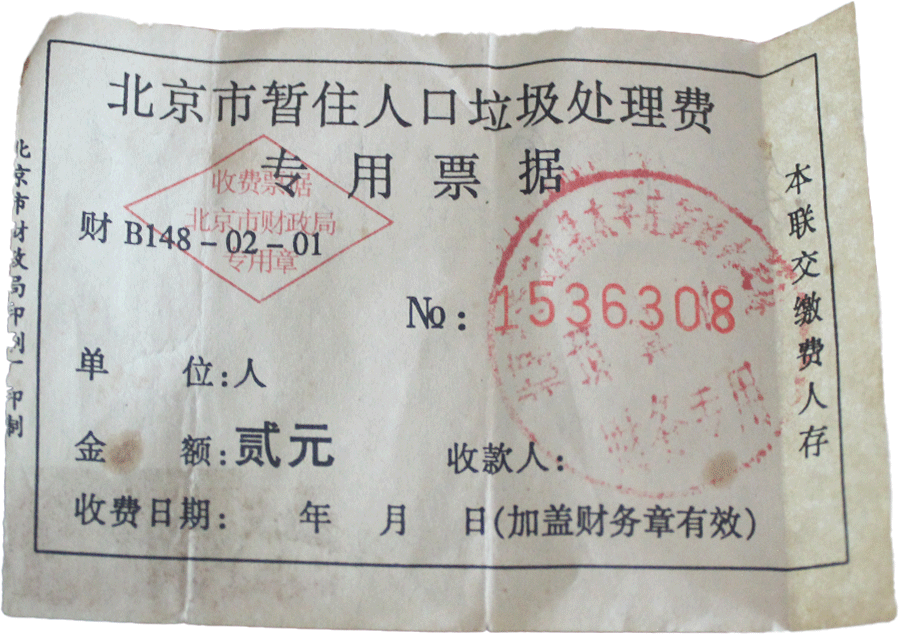 北京市暂住人口垃圾处理费
专用票据
收费票据
北京市财政局
专用章
财 B148-02-01
№: 1536308
单 位:人
金 额:贰元
收款人:
收费日期: 年 月 日(加盖财务章有效)
财务专用
本联交缴费人存
北京市财政局印刷厂印制